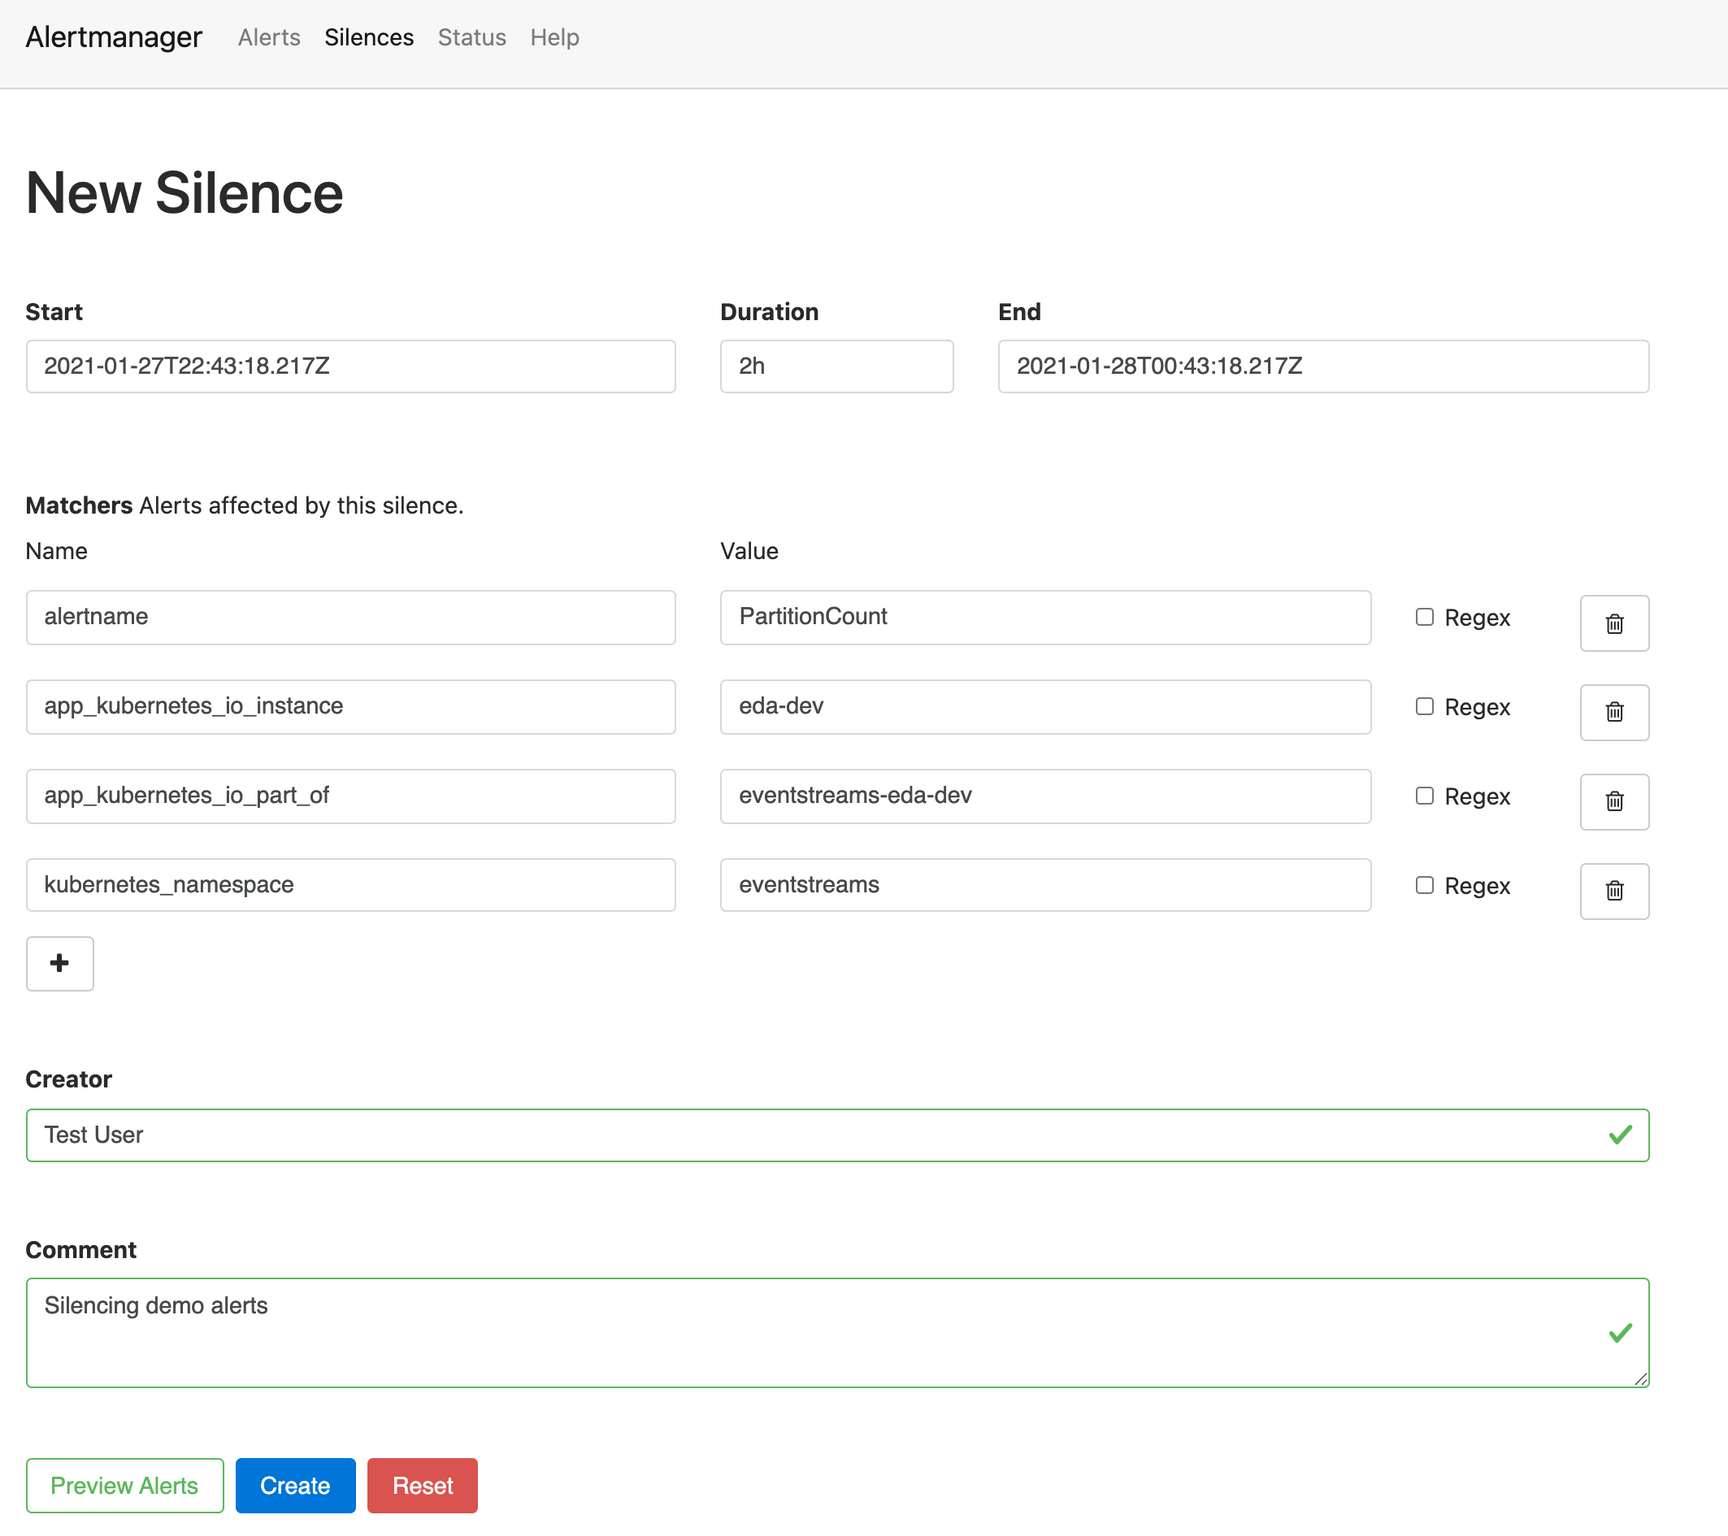 Alertmanager Alerts Silences Status Help
New Silence
Start Duration End
2021-01-27T22:43:18.217Z 2h 2021-01-28T00:43:18.217Z
Matchers Alerts affected by this silence.
Name Value
alertname PartitionCount Regex
app_kubernetes_io_instance eda-dev Regex
app_kubernetes_io_part_of eventstreams-eda-dev Regex
kubernetes_namespace eventstreams Regex
Creator
Test User
Comment
Silencing demo alerts
Preview Alerts Create Reset